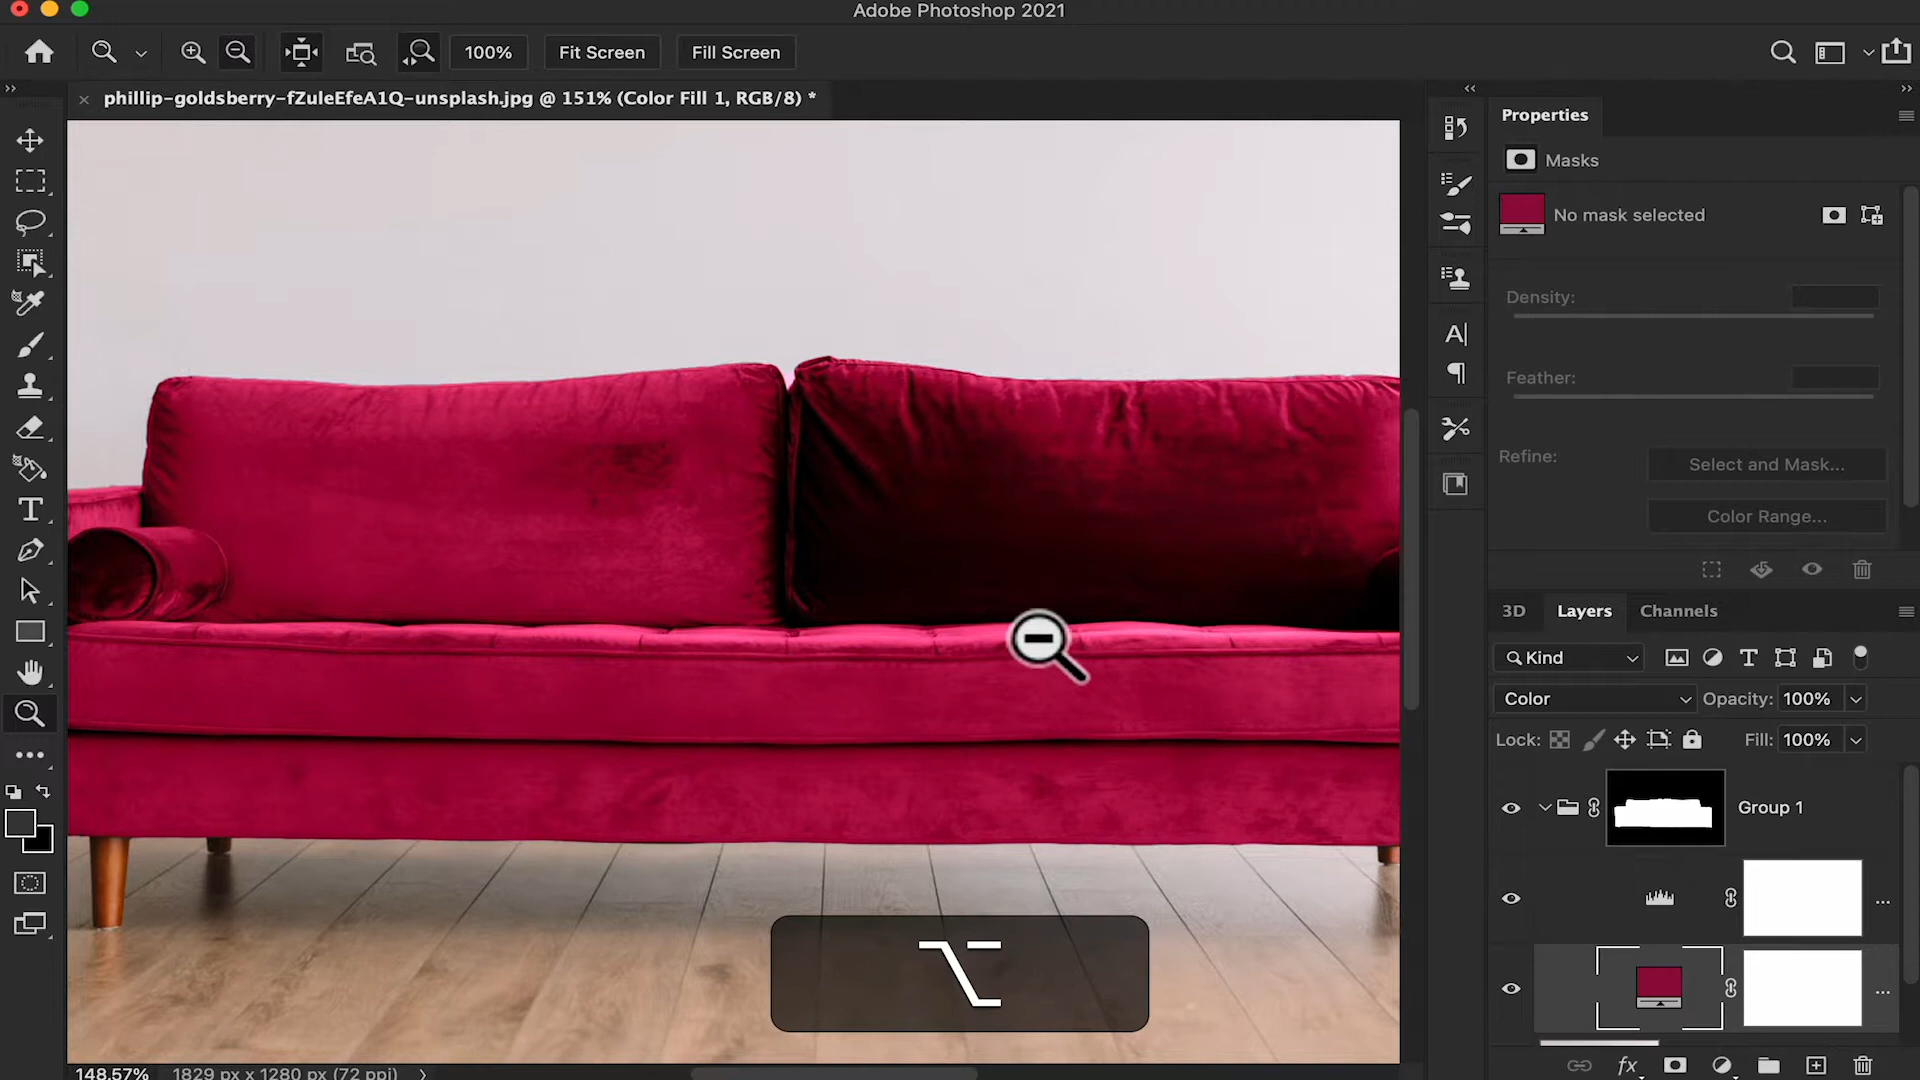 Adobe Photoshop 2021
100%
Fit Screen
Fill Screen
phillip-goldsberry-fZuleEfeA1Q-unsplash.jpg @ 151% (Color Fill 1, RGB/8) *
Properties
Masks
No mask selected
Density:
Feather:
Refine:
Select and Mask...
Color Range...
3D
Layers
Channels
Kind
Color
Opacity: 100%
Lock:
Fill: 100%
Group 1
148.57%
1829 px x 1280 px (72 ppi)